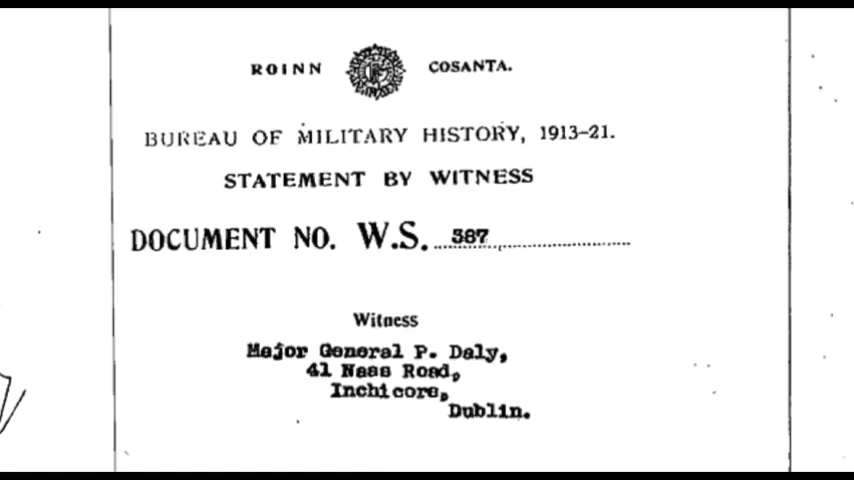 ROINN COSANTA.
BUREAU OF MILITARY HISTORY, 1913-21.
STATEMENT BY WITNESS
DOCUMENT NO. W.S. 387
Witness
Major General P. Daly,
41 Naas Road,
Inchicore,
Dublin.